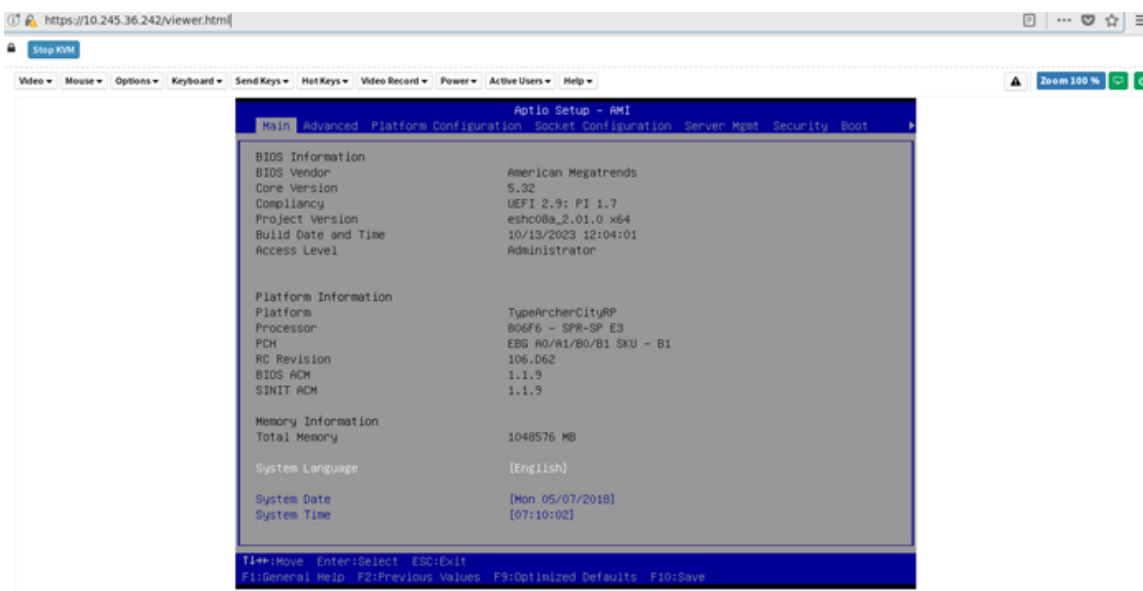 https://10.245.36.242/viewer.html
Stop KVM
Video Mouse Options Keyboard Send Keys Hot Keys Video Record Power Active Users Help Zoom 100 %
Aptio Setup - AMI
Main Advanced Platform Configuration Socket Configuration Server Mgmt Security Boot
BIOS Information
BIOS Vendor American Megatrends
Core Version 5.32
Compliancy UEFI 2.9; PI 1.7
Project Version eshc08a_2.01.0 x64
Build Date and Time 10/13/2023 12:04:01
Access Level Administrator
Platform Information
Platform TypeArcherCityRP
Processor 806F6 - SPR-SP E3
PCH EBG A0/A1/B0/B1 SKU - B1
RC Revision 106.D62
BIOS ACM 1.1.9
SINIT ACM 1.1.9
Memory Information
Total Memory 1048576 MB
System Language [English]
System Date [Mon 05/07/2018]
System Time [07:10:02]
↑↓→←:Move Enter:Select ESC:Exit
F1:General Help F2:Previous Values F9:Optimized Defaults F10:Save